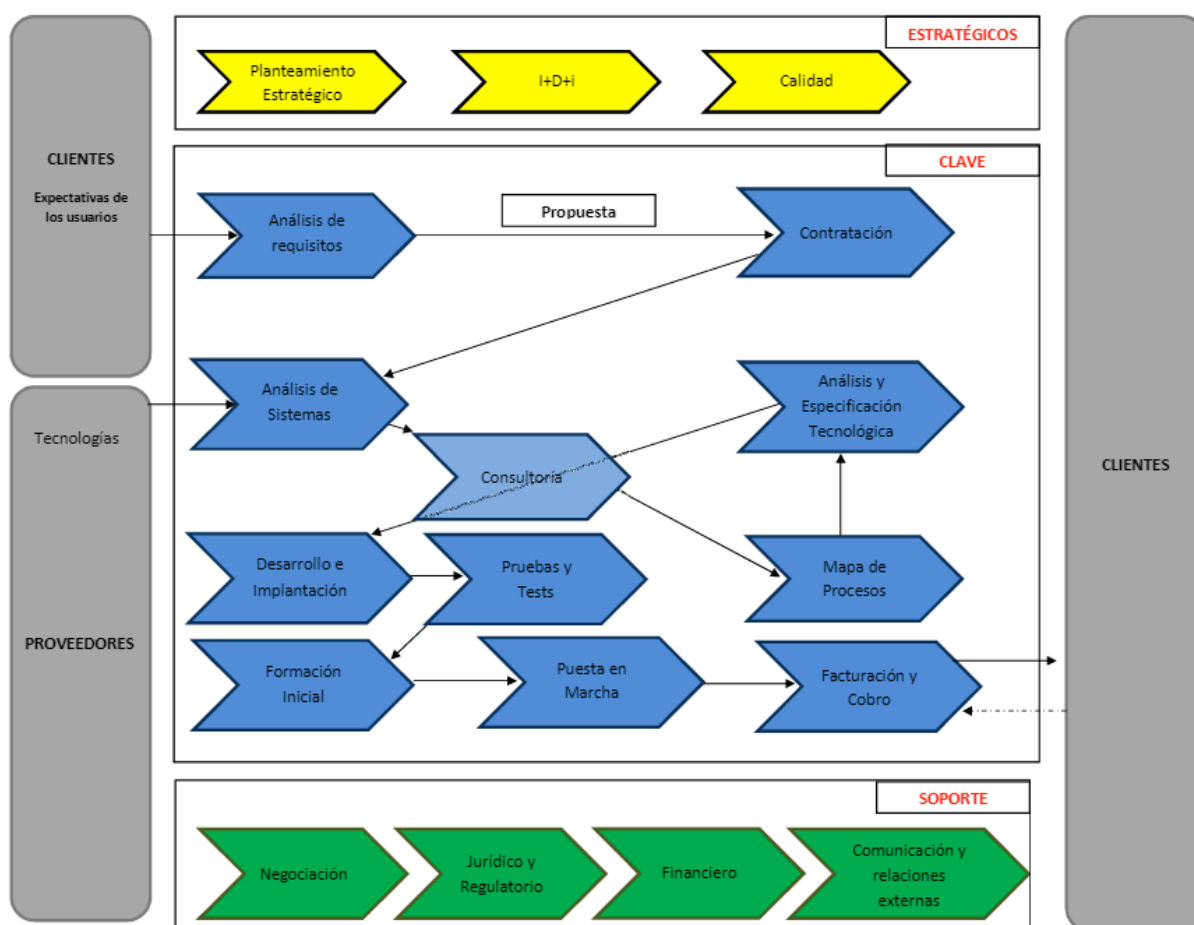 ESTRATÉGICOS
Planteamiento
Estratégico
I+D+i
Calidad
CLIENTES
Expectativas de
los usuarios
CLAVE
Análisis de
requisitos
Propuesta
Contratación
Análisis de
Sistemas
Análisis y
Especificación
Tecnológica
Tecnologías
Consultoría
CLIENTES
Desarrollo e
Implantación
Pruebas y
Tests
Mapa de
Procesos
PROVEEDORES
Formación
Inicial
Puesta en
Marcha
Facturación y
Cobro
SOPORTE
Negociación
Jurídico y
Regulatorio
Financiero
Comunicación y
relaciones
externas